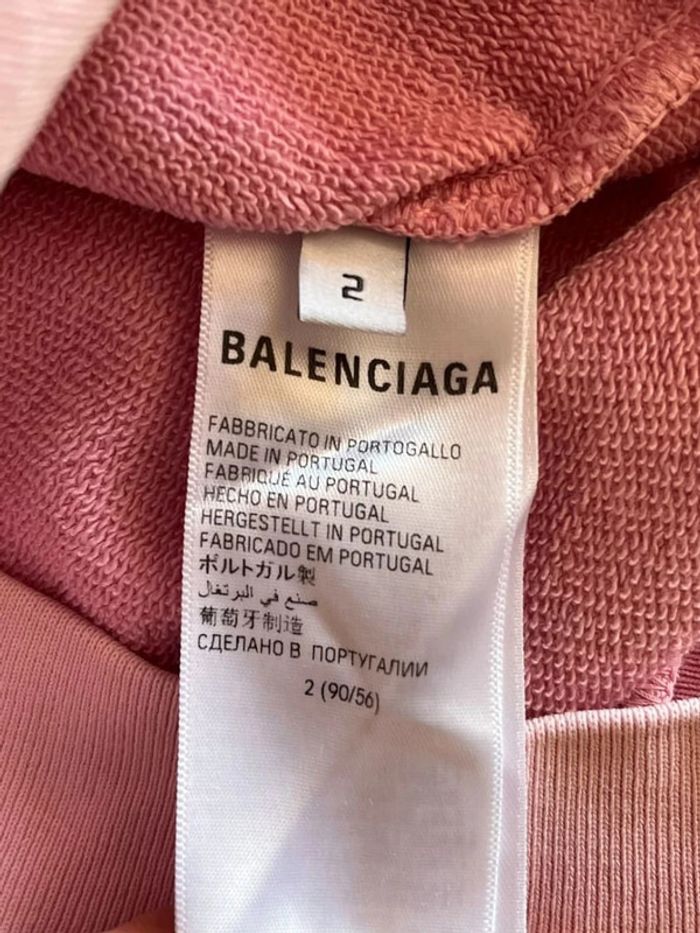 2
BALENCIAGA
FABBRICATO IN PORTOGALLO
MADE IN PORTUGAL
FABRIQUÉ AU PORTUGAL
HECHO EN PORTUGAL
HERGESTELLT IN PORTUGAL
FABRICADO EM PORTUGAL
ポルトガル製
صنع في البرتغال
葡萄牙制造
СДЕЛАНО В ПОРТУГАЛИИ
2 (90/56)